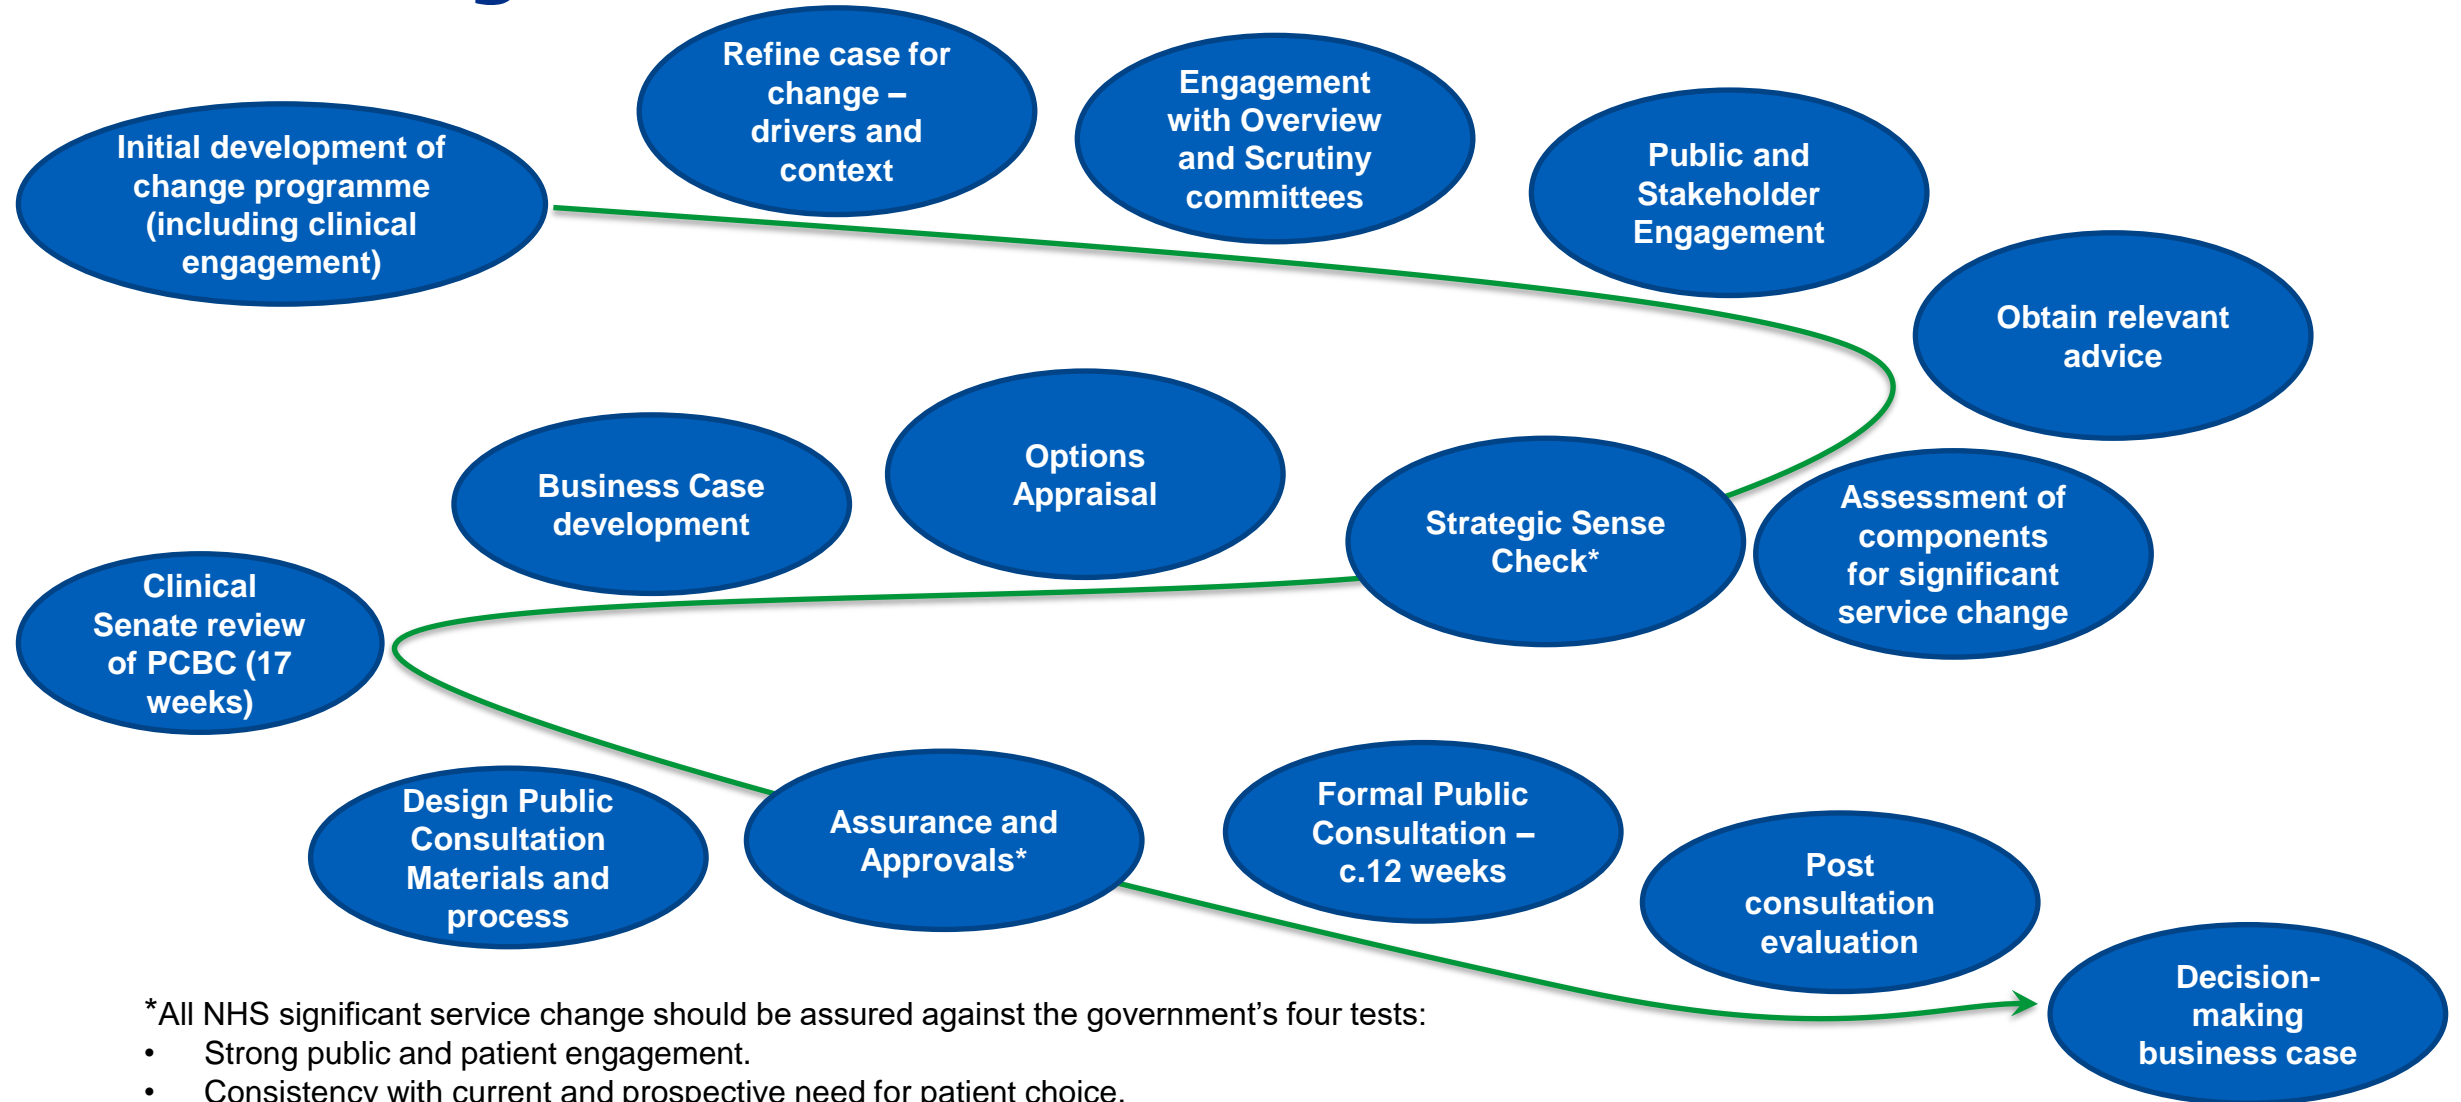 Initial development of
change programme
(including clinical
engagement)
Refine case for
change –
drivers and
context
Engagement
with Overview
and Scrutiny
committees
Public and
Stakeholder
Engagement
Obtain relevant
advice
Assessment of
components
for significant
service change
Strategic Sense
Check*
Options
Appraisal
Business Case
development
Clinical
Senate review
of PCBC (17
weeks)
Design Public
Consultation
Materials and
process
Assurance and
Approvals*
Formal Public
Consultation –
c.12 weeks
Post
consultation
evaluation
Decision-
making
business case
*All NHS significant service change should be assured against the government’s four tests:
• Strong public and patient engagement.
• Consistency with current and prospective need for patient choice.